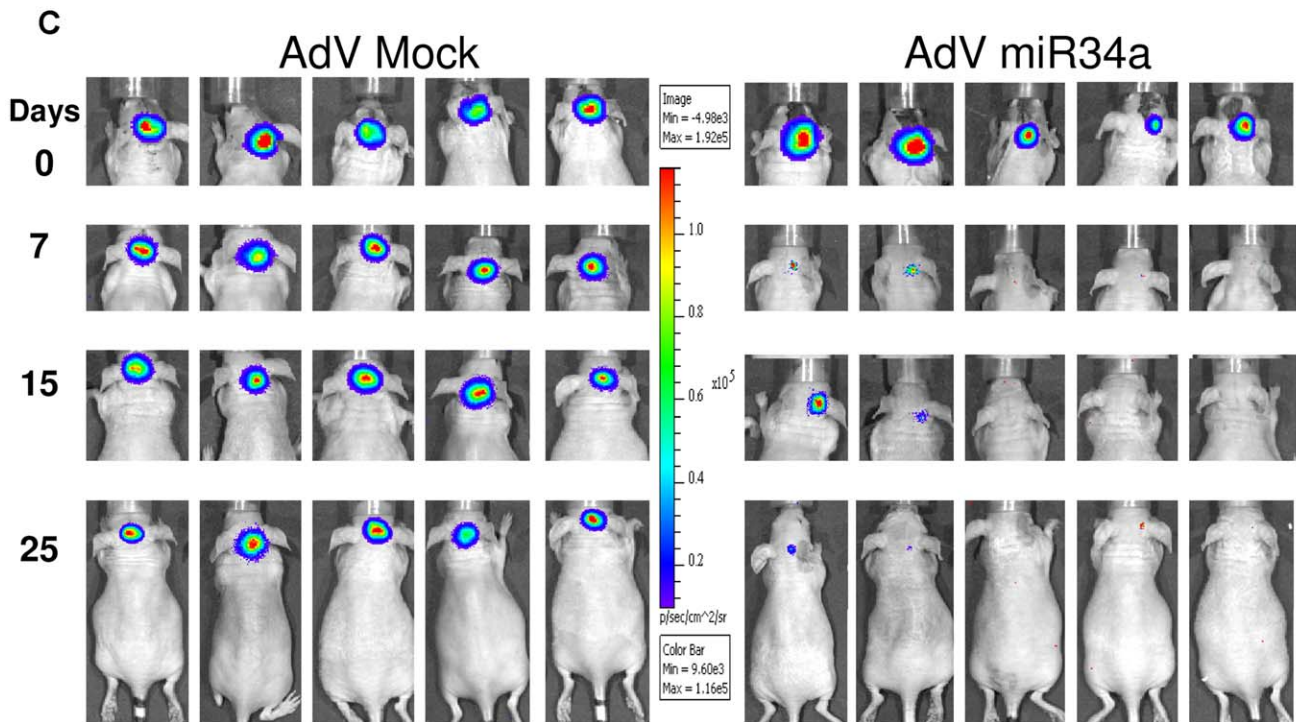 C
AdV Mock
AdV miR34a
Days
0
7
15
25
Image
Min = -4.98e3
Max = 1.92e5
1.0
0.8
0.6
x10^5
0.4
0.2
p/sec/cm^2/sr
Color Bar
Min = 9.60e3
Max = 1.16e5